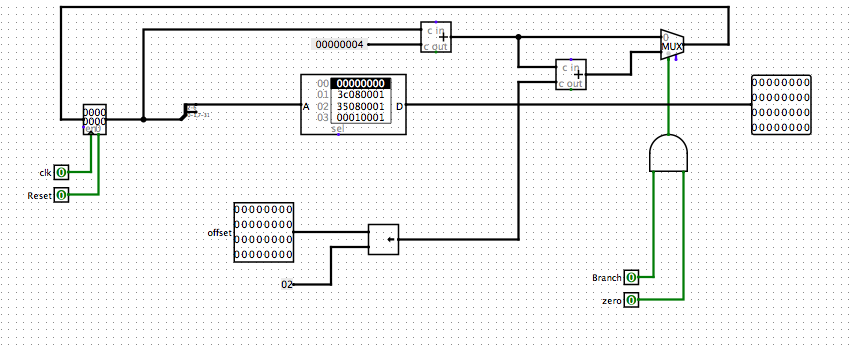 c in
+
c out
00000004
0
MUX
c in
+
c out
00 00000000
01 3c080001
02 35080001
03 00010001
A
D
sel
00000000
00000000
00000000
00000000
0000
0000
en0
clk 0
Reset 0
offset
00000000
00000000
00000000
00000000
02
Branch 0
zero 0